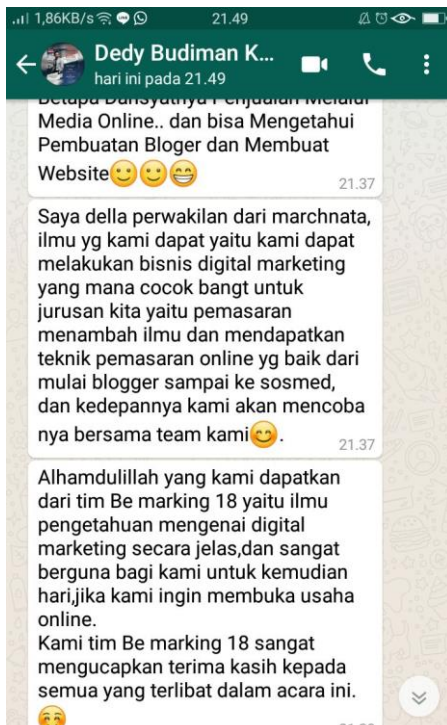 1,86KB/s
21.49
Dedy Budiman K...
hari ini pada 21.49
Betapa Dahsyatnya Penjualan Melalui
Media Online.. dan bisa Mengetahui
Pembuatan Bloger dan Membuat
Website🙂🙂😁
21.37
Saya della perwakilan dari marchnata,
ilmu yg kami dapat yaitu kami dapat
melakukan bisnis digital marketing
yang mana cocok bangt untuk
jurusan kita yaitu pemasaran
menambah ilmu dan mendapatkan
teknik pemasaran online yg baik dari
mulai blogger sampai ke sosmed,
dan kedepannya kami akan mencoba
nya bersama team kami😊.
21.37
Alhamdulillah yang kami dapatkan
dari tim Be marking 18 yaitu ilmu
pengetahuan mengenai digital
marketing secara jelas,dan sangat
berguna bagi kami untuk kemudian
hari,jika kami ingin membuka usaha
online.
Kami tim Be marking 18 sangat
mengucapkan terima kasih kepada
semua yang terlibat dalam acara ini.